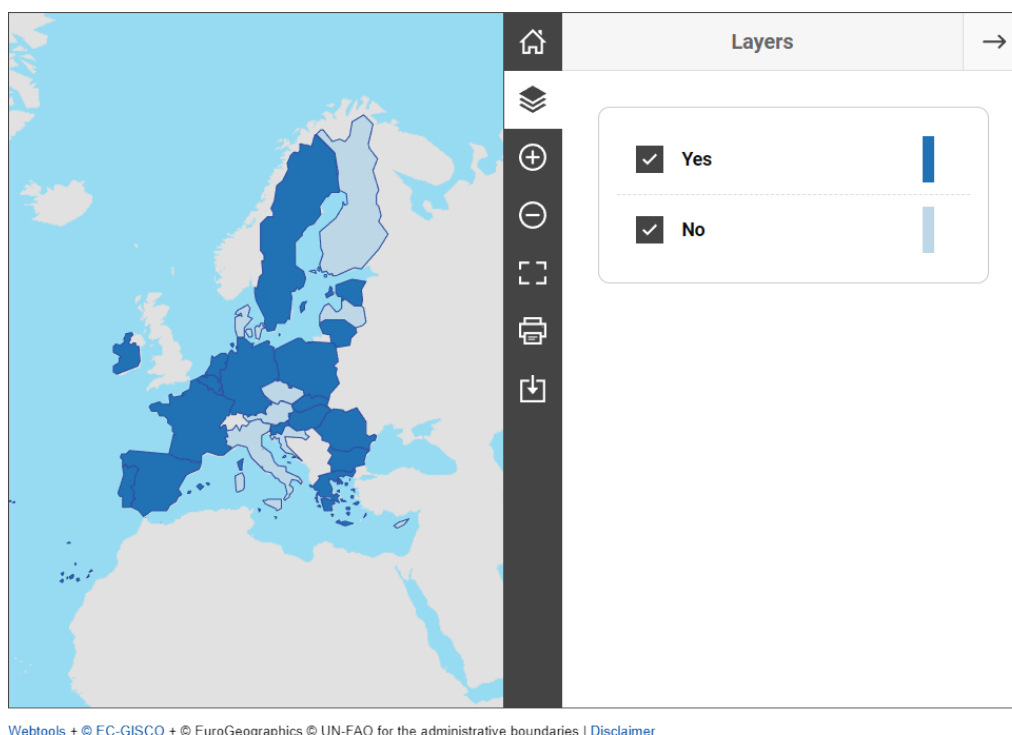 Layers
Yes
No
Webtools + © EC-GISCO + © EuroGeographics © UN-FAO for the administrative boundaries | Disclaimer